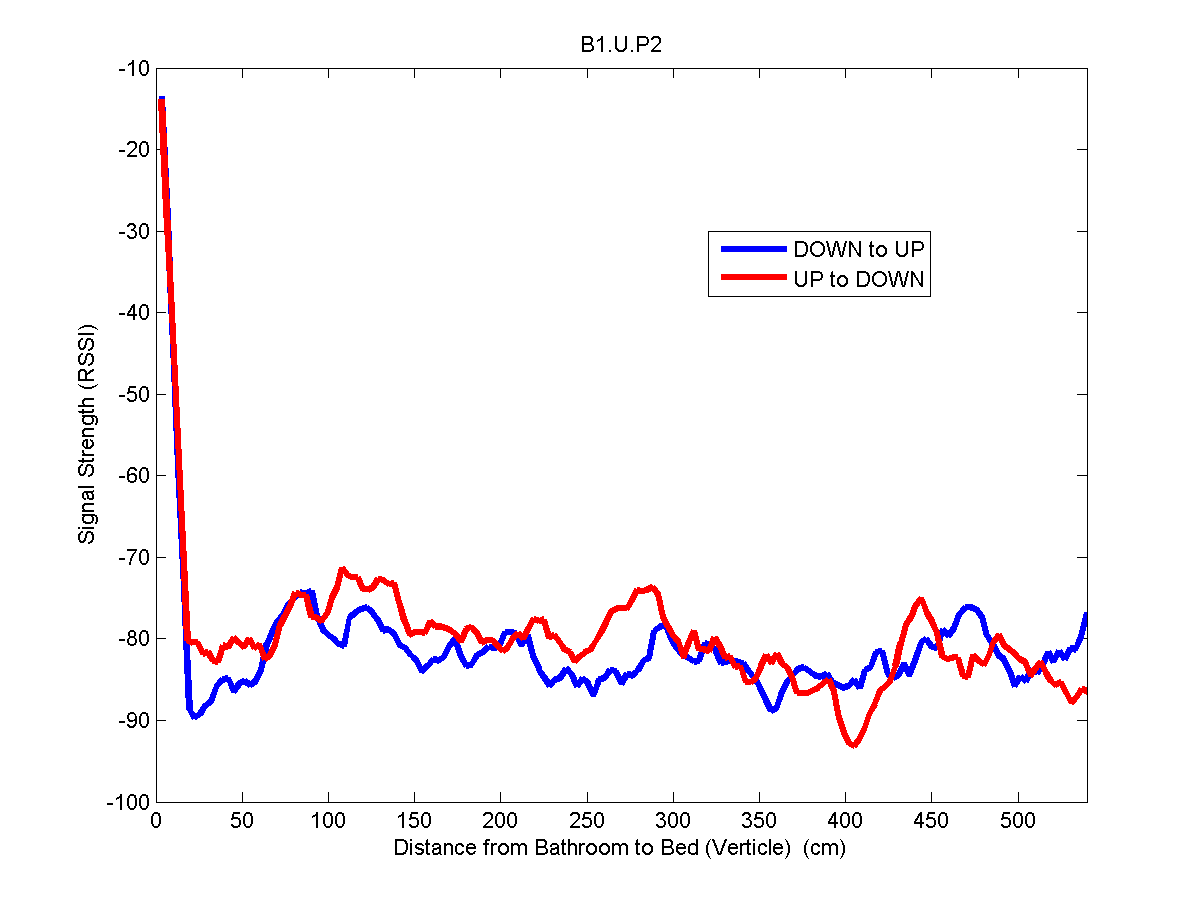 B1.U.P2
-10
-20
-30
-40
-50
-60
-70
-80
-90
-100
Signal Strength (RSSI)
DOWN to UP
UP to DOWN
0 50 100 150 200 250 300 350 400 450 500
Distance from Bathroom to Bed (Verticle)  (cm)